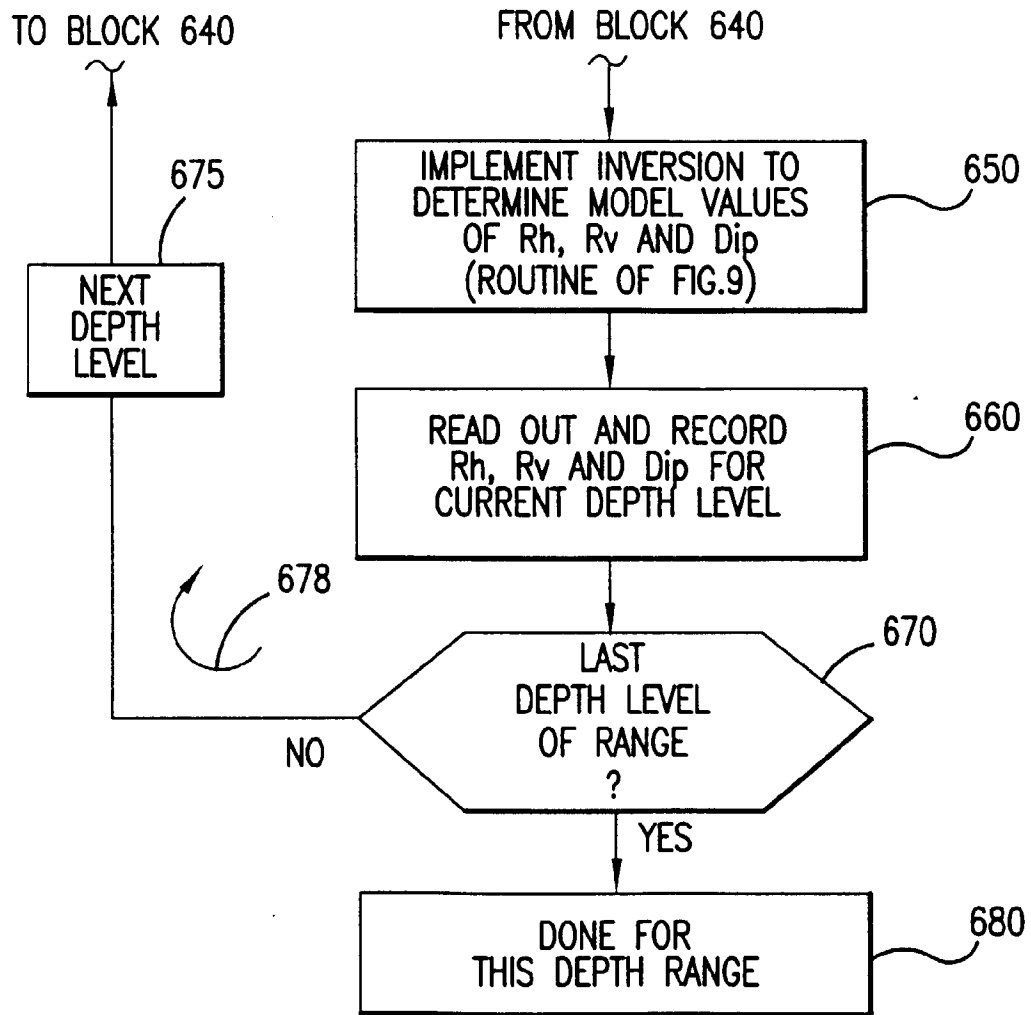 TO BLOCK 640
FROM BLOCK 640
IMPLEMENT INVERSION TO
DETERMINE MODEL VALUES
OF Rh, Rv AND Dip
(ROUTINE OF FIG.9)
650
675
NEXT
DEPTH
LEVEL
READ OUT AND RECORD
Rh, Rv AND Dip FOR
CURRENT DEPTH LEVEL
660
678
LAST
DEPTH LEVEL
OF RANGE
?
670
NO
YES
DONE FOR
THIS DEPTH RANGE
680